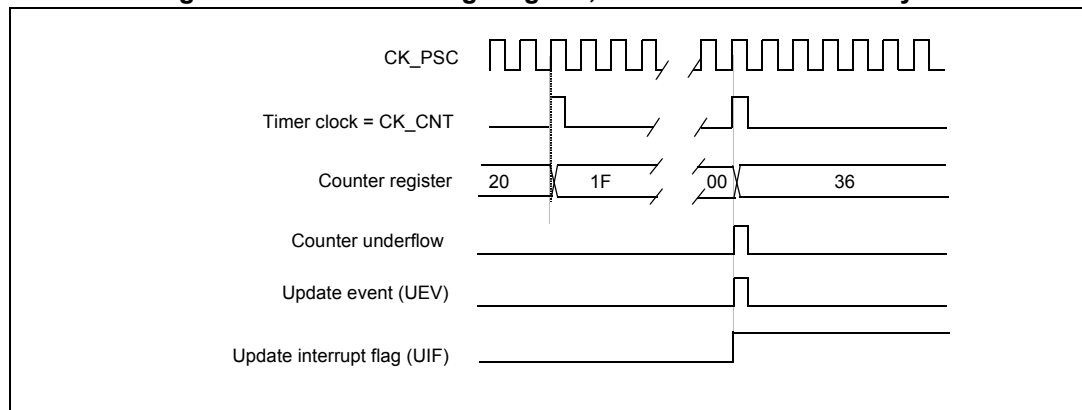 CK_PSC
Timer clock = CK_CNT
Counter register 20 1F 00 36
Counter underflow
Update event (UEV)
Update interrupt flag (UIF)